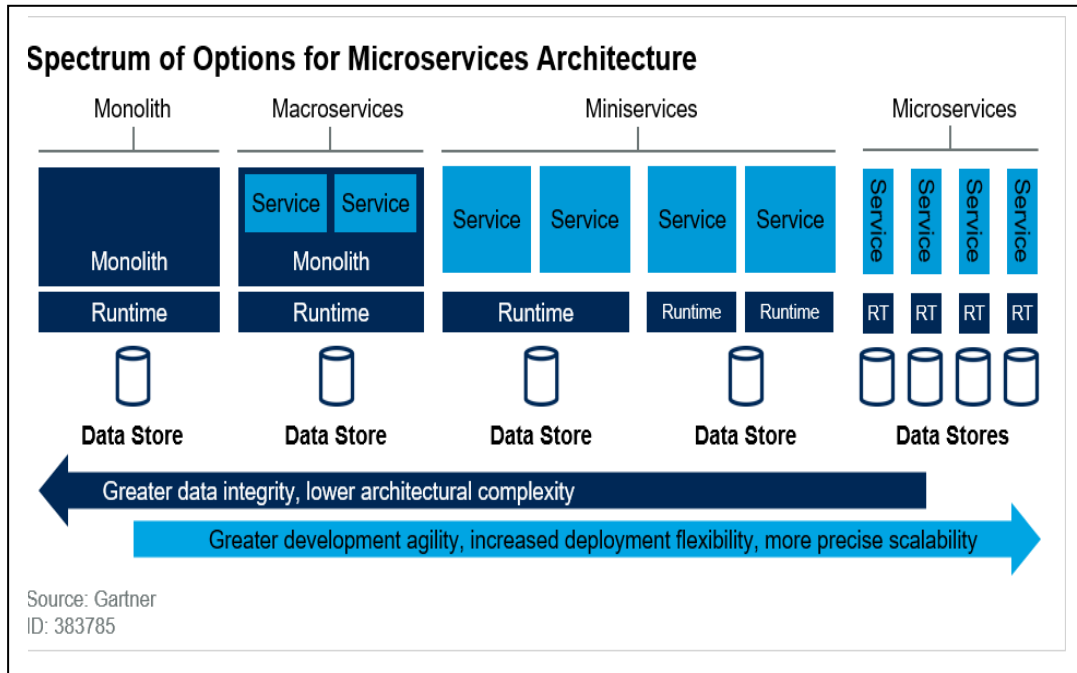 Spectrum of Options for Microservices Architecture
Monolith Macroservices Miniservices Microservices
Service Service Service Service Service Service Service Service Service Service
Monolith Monolith
Runtime Runtime Runtime Runtime Runtime RT RT RT RT
Data Store Data Store Data Store Data Store Data Stores
Greater data integrity, lower architectural complexity
Greater development agility, increased deployment flexibility, more precise scalability
Source: Gartner
ID: 383785